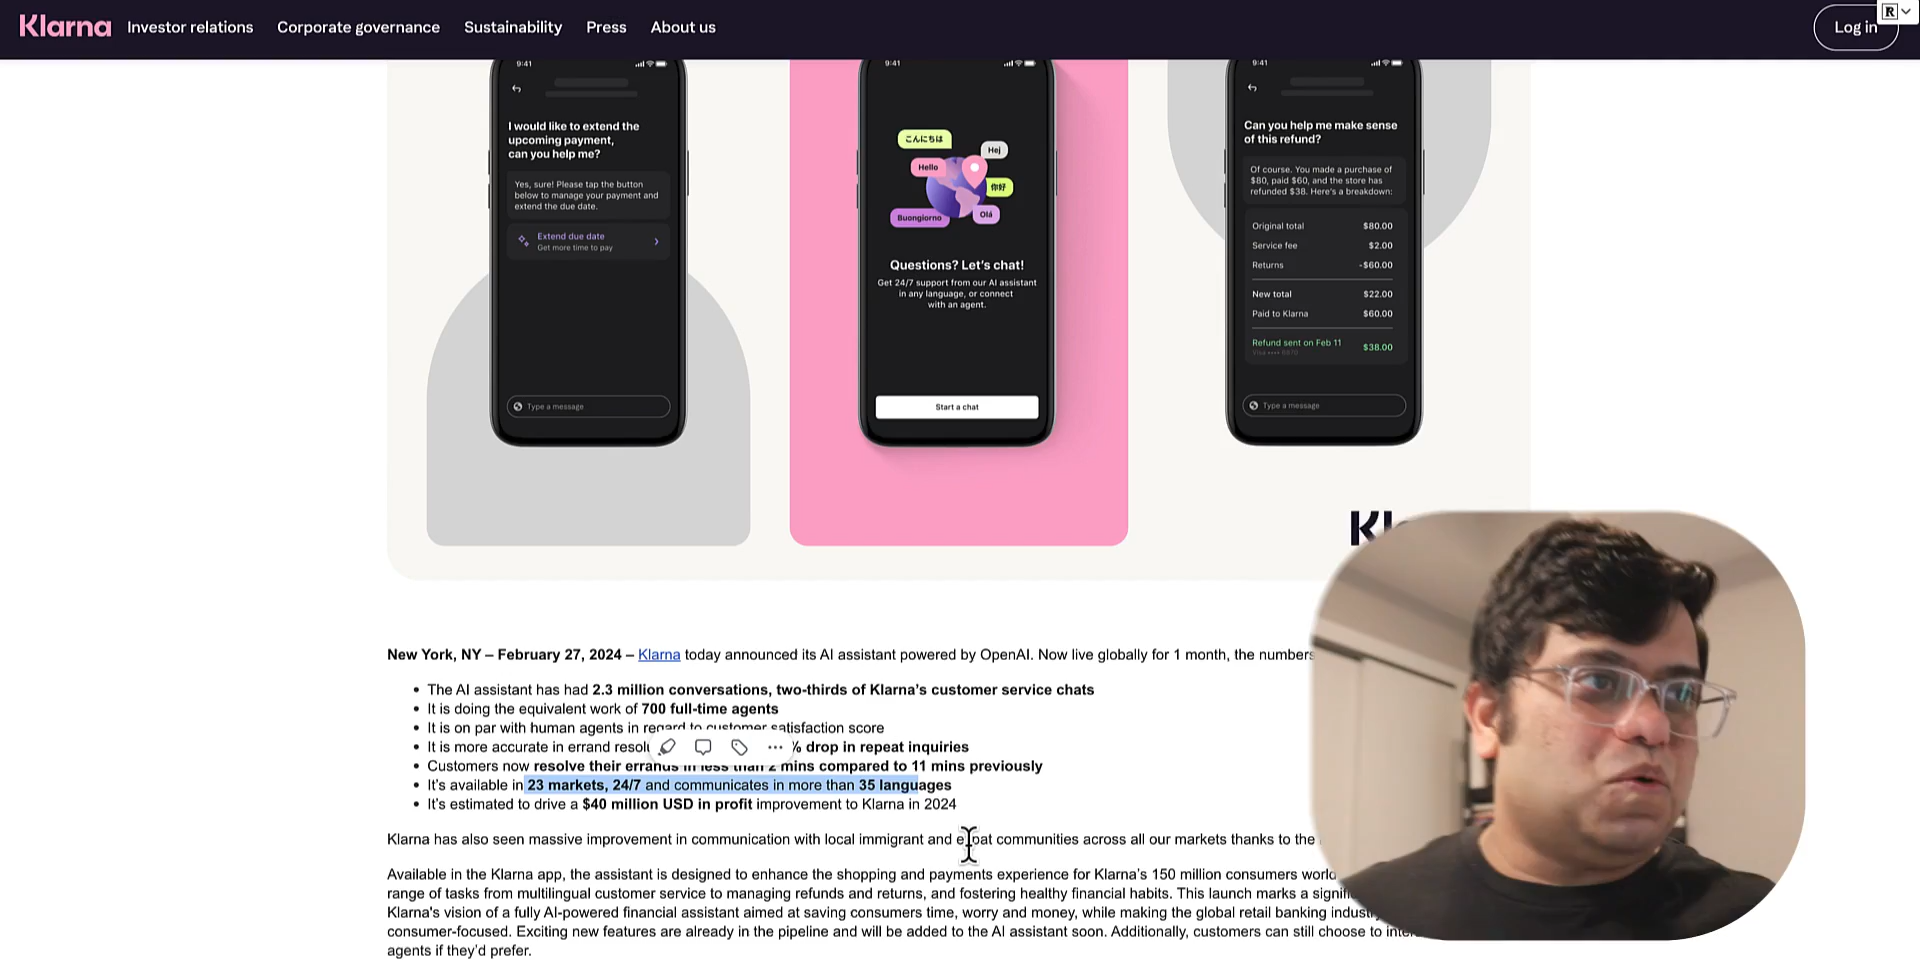 Klarna Investor relations Corporate governance Sustainability Press About us Log in
R
9:41
I would like to extend the
upcoming payment,
can you help me?
Yes, sure! Please tap the button
below to manage your payment and
extend the due date.
Extend due date
Get more time to pay
Type a message
9:41
こんにちは
Hej
Hello
你好
Buongiorno
Olá
Questions? Let's chat!
Get 24/7 support from our AI assistant
in any language, or connect
with an agent.
Start a chat
9:41
Can you help me make sense
of this refund?
Of course. You made a purchase of
$80, paid $60, and the store has
refunded $38. Here's a breakdown:
Original total $80.00
Service fee $2.00
Returns -$60.00
New total $22.00
Paid to Klarna $60.00
Refund sent on Feb 11 $38.00
Type a message
Kl
New York, NY – February 27, 2024 – Klarna today announced its AI assistant powered by OpenAI. Now live globally for 1 month, the numbers
• The AI assistant has had 2.3 million conversations, two-thirds of Klarna's customer service chats
• It is doing the equivalent work of 700 full-time agents
• It is on par with human agents in regard to customer satisfaction score
• It is more accurate in errand % drop in repeat inquiries
• Customers now resolve their errands in less than 2 mins compared to 11 mins previously
• It's available in 23 markets, 24/7 and communicates in more than 35 languages
• It's estimated to drive a $40 million USD in profit improvement to Klarna in 2024
Klarna has also seen massive improvement in communication with local immigrant and expat communities across all our markets thanks to the
Available in the Klarna app, the assistant is designed to enhance the shopping and payments experience for Klarna's 150 million consumers
range of tasks from multilingual customer service to managing refunds and returns, and fostering healthy financial habits. This launch marks a
Klarna's vision of a fully AI-powered financial assistant aimed at saving consumers time, worry and money, while making the global retail banking
consumer-focused. Exciting new features are already in the pipeline and will be added to the AI assistant soon. Additionally, customers can still choose to
agents if they'd prefer.